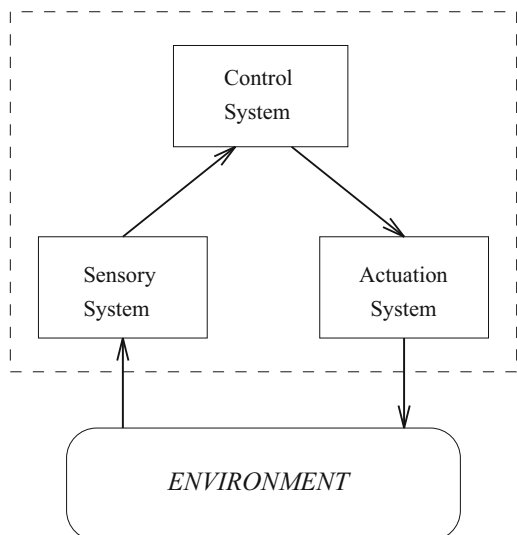 Control
System
Sensory
System
Actuation
System
ENVIRONMENT